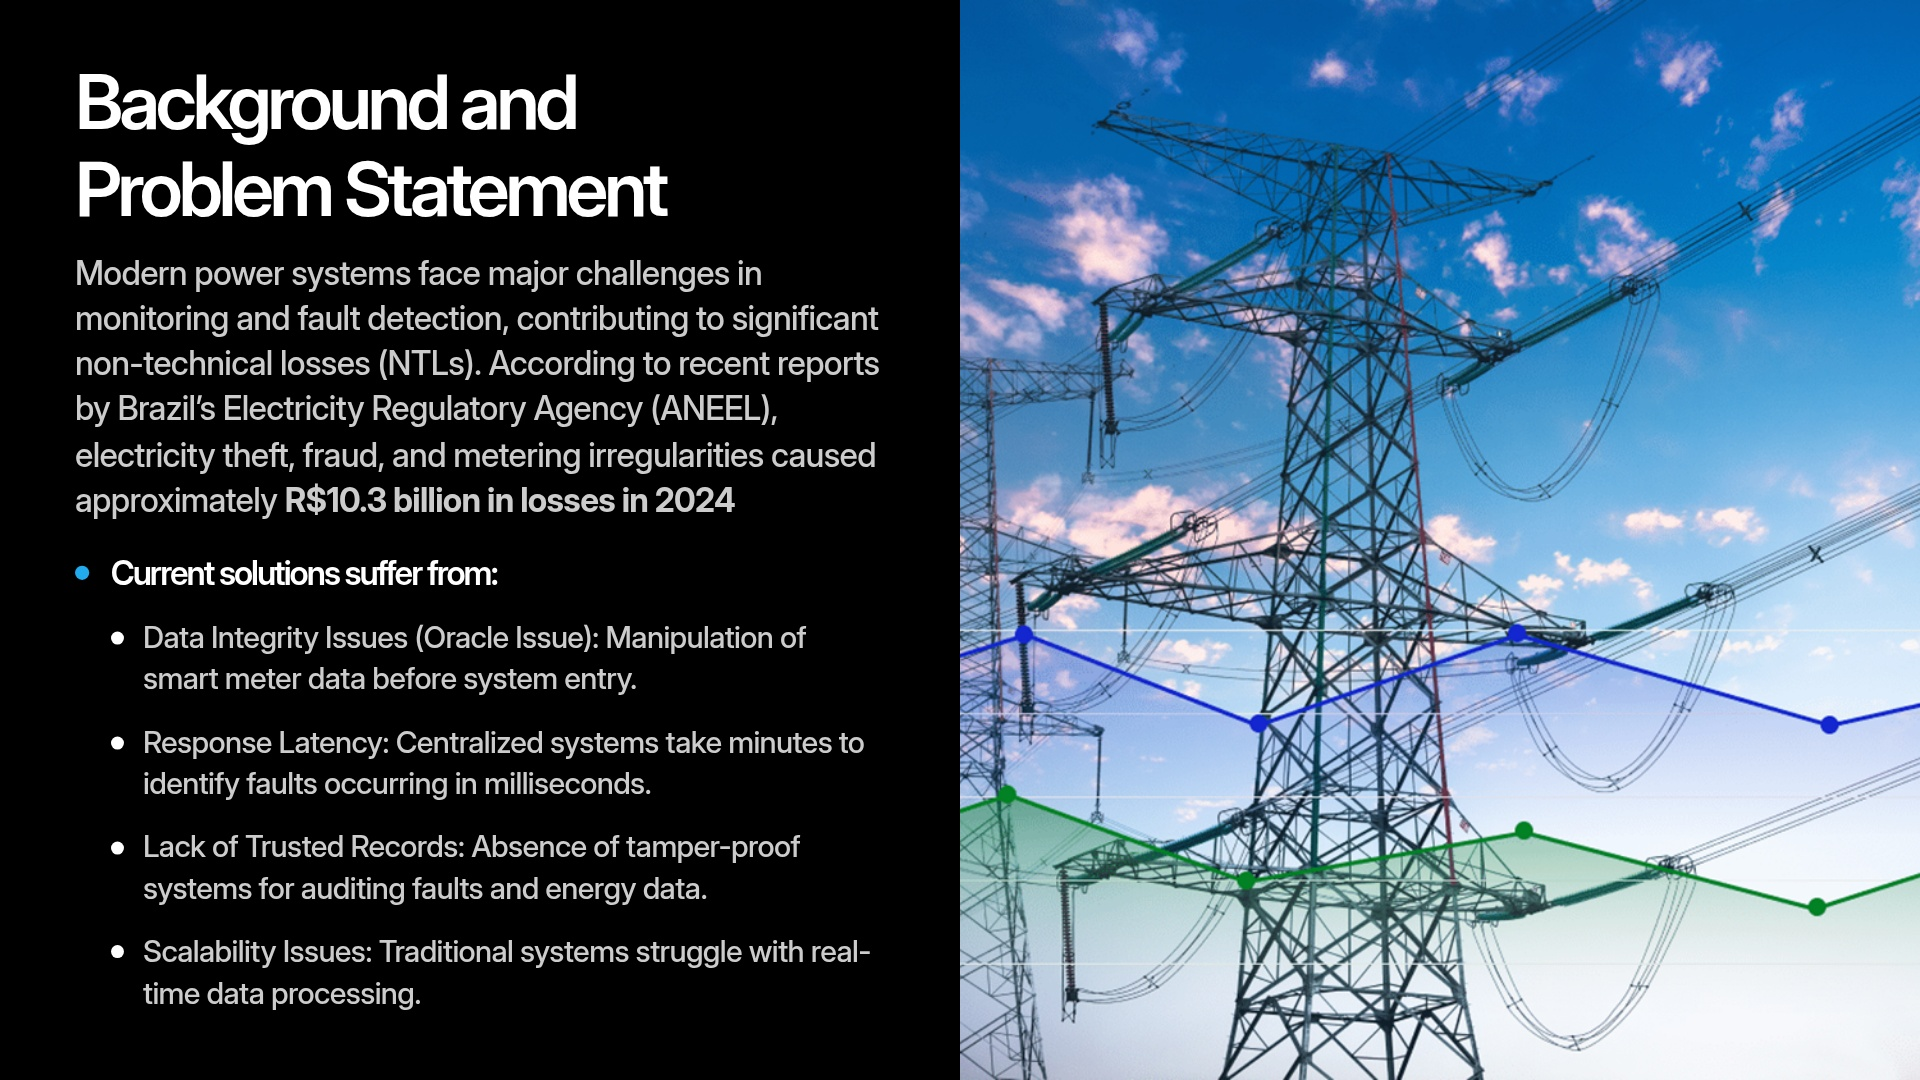 Background and
Problem Statement
Modern power systems face major challenges in
monitoring and fault detection, contributing to significant
non-technical losses (NTLs). According to recent reports
by Brazil’s Electricity Regulatory Agency (ANEEL),
electricity theft, fraud, and metering irregularities caused
approximately R$10.3 billion in losses in 2024
Current solutions suffer from:
Data Integrity Issues (Oracle Issue): Manipulation of
smart meter data before system entry.
Response Latency: Centralized systems take minutes to
identify faults occurring in milliseconds.
Lack of Trusted Records: Absence of tamper-proof
systems for auditing faults and energy data.
Scalability Issues: Traditional systems struggle with real-
time data processing.